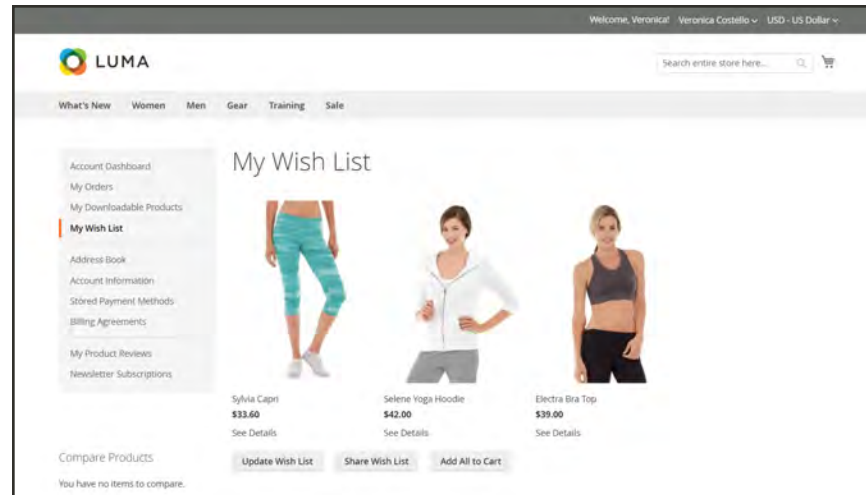 Welcome, Veronica! Veronica Costello USD - US Dollar
LUMA
Search entire store here...
What's New Women Men Gear Training Sale
Account Dashboard
My Orders
My Downloadable Products
My Wish List
Address Book
Account Information
Stored Payment Methods
Billing Agreements
My Product Reviews
Newsletter Subscriptions
Compare Products
You have no items to compare.
My Wish List
Sylvia Capri
$33.60
See Details
Selene Yoga Hoodie
$42.00
See Details
Electra Bra Top
$39.00
See Details
Update Wish List Share Wish List Add All to Cart